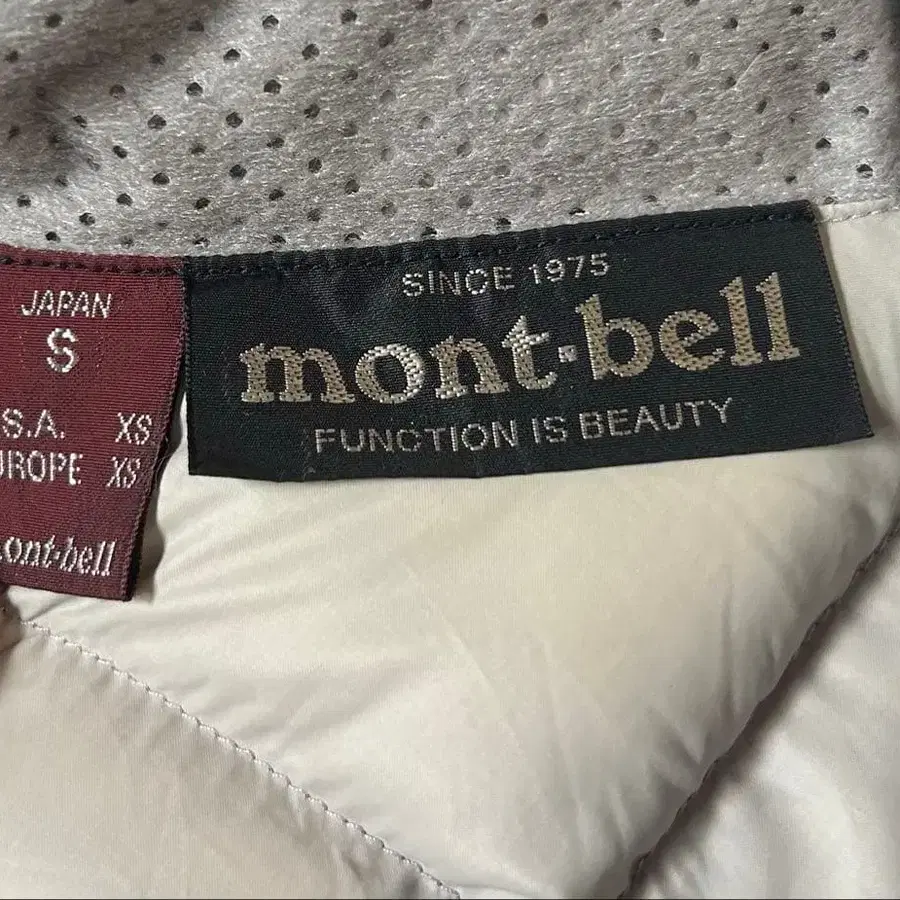 JAPAN
S
S.A. XS
UROPE XS
ont-bell
SINCE 1975
mont-bell
FUNCTION IS BEAUTY